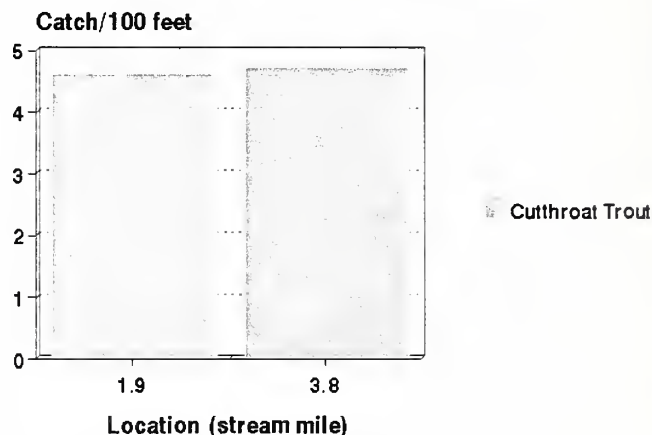 Catch/100 feet
5
4
3
2
1
0
Cutthroat Trout
1.9 3.8
Location (stream mile)